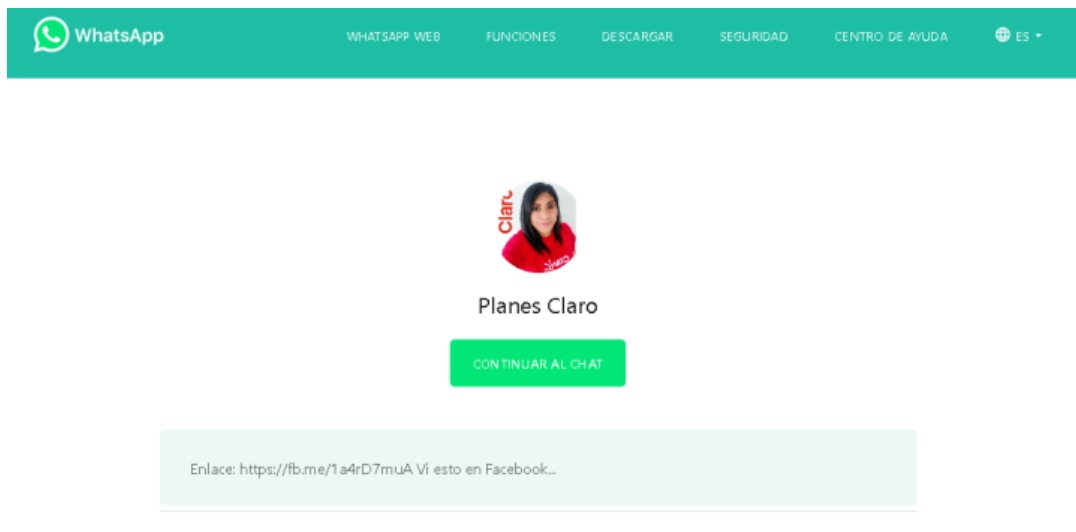 WhatsApp
WHATSAPP WEB FUNCIONES DESCARGAR SEGURIDAD CENTRO DE AYUDA ES
Claro
Planes Claro
CONTINUAR AL CHAT
Enlace: https://fb.me/1a4rD7muA Vi esto en Facebook...